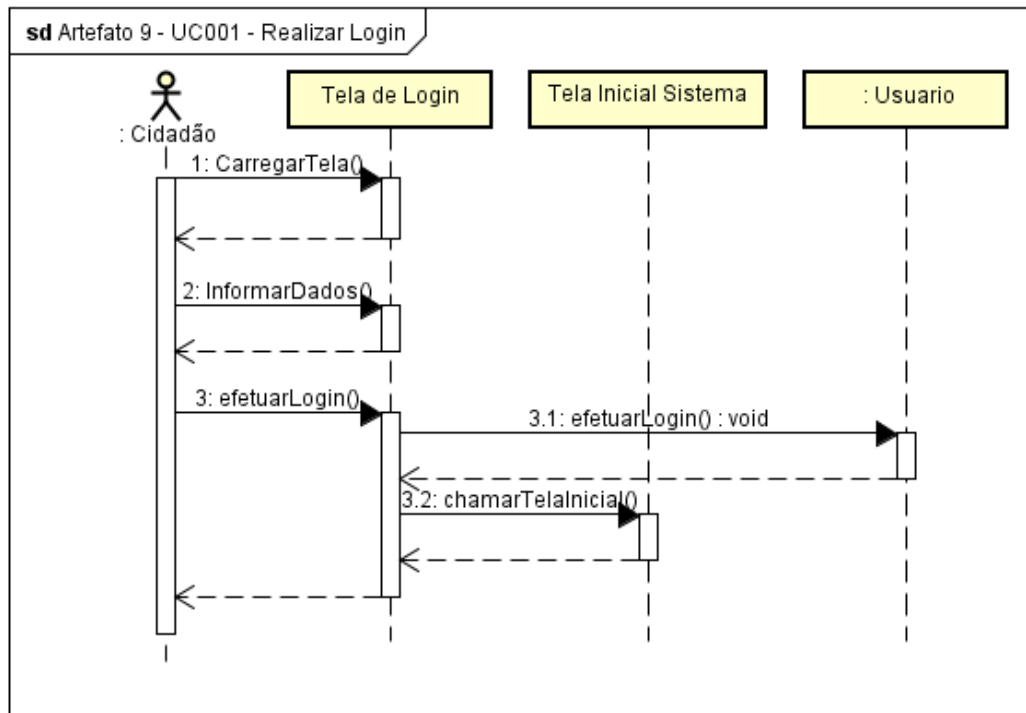 sd Artefato 9 - UC001 - Realizar Login
Tela de Login
Tela Inicial Sistema
: Usuario
: Cidadão
1: CarregarTela()
2: InformarDados()
3: efetuarLogin()
3.1: efetuarLogin() : void
3.2: chamarTelaInicial()